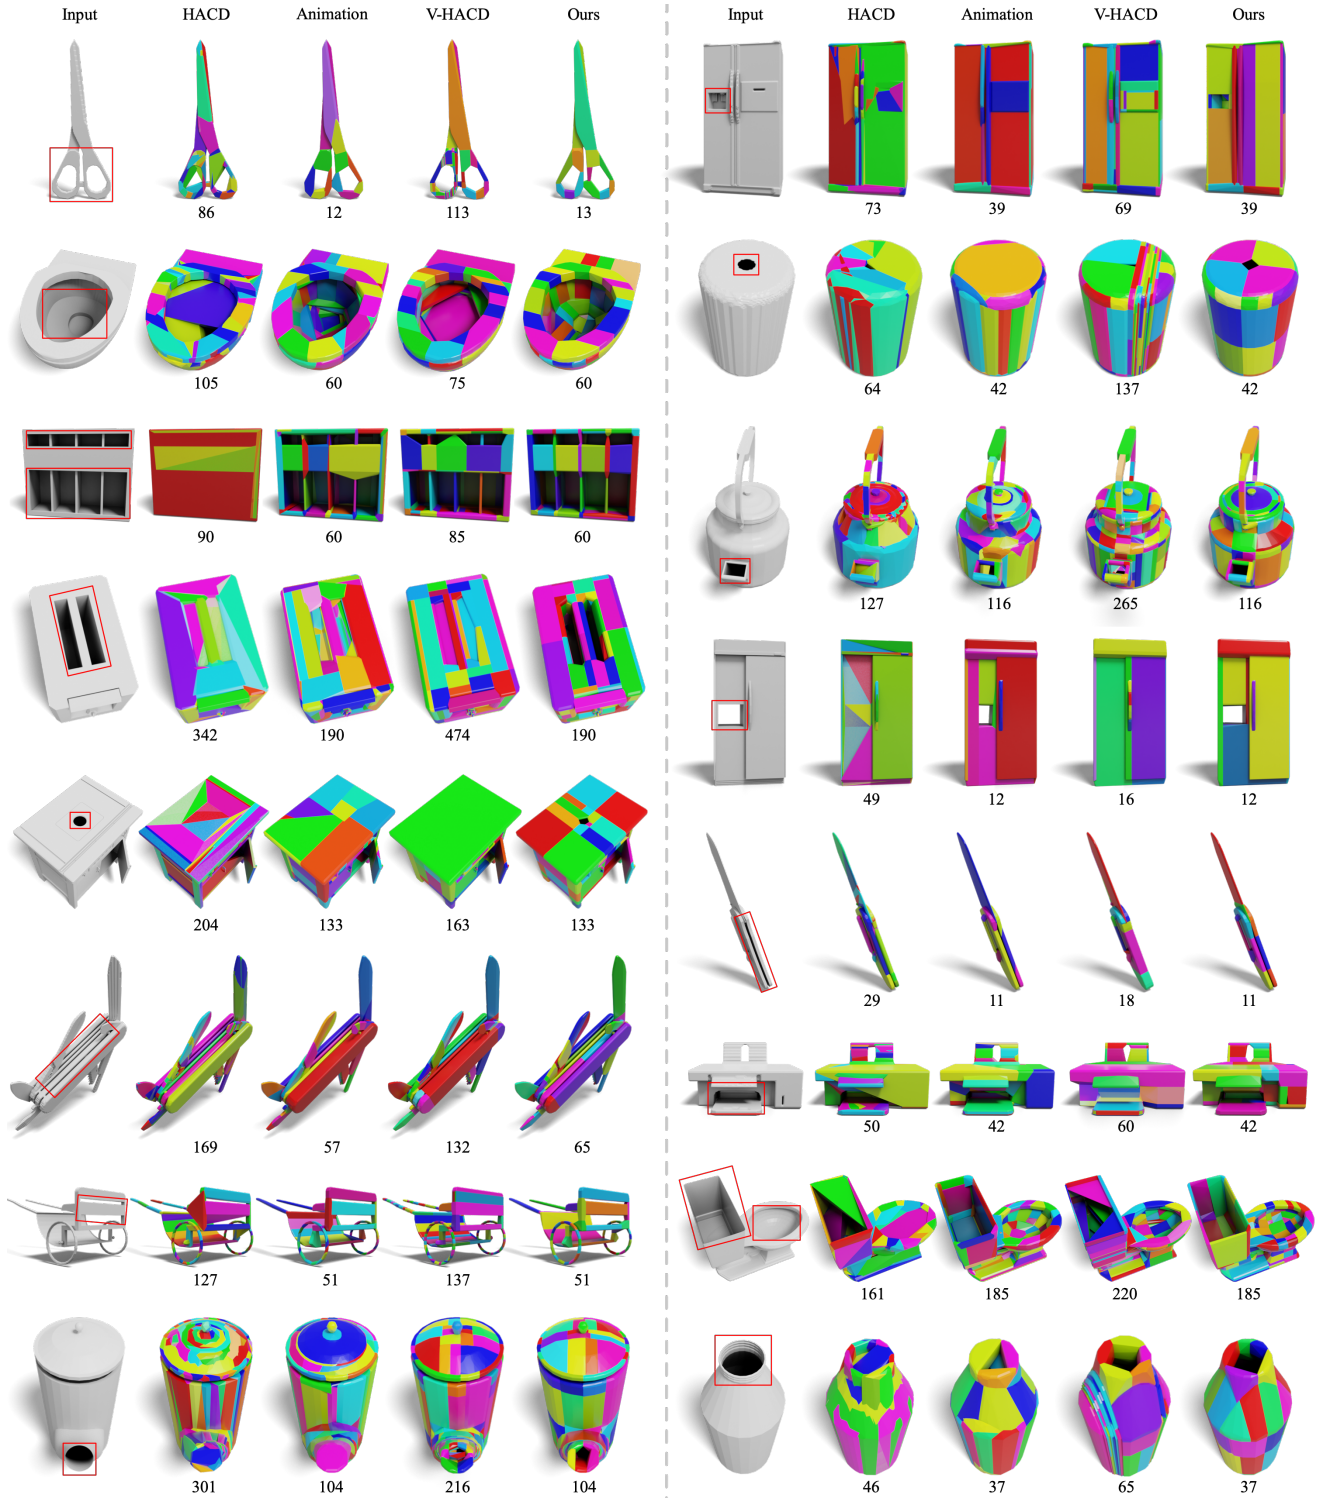 Input HACD Animation V-HACD Ours
86 12 113 13
105 60 75 60
90 60 85 60
342 190 474 190
204 133 163 133
169 57 132 65
127 51 137 51
301 104 216 104
Input HACD Animation V-HACD Ours
73 39 69 39
64 42 137 42
127 116 265 116
49 12 16 12
29 11 18 11
50 42 60 42
161 185 220 185
46 37 65 37